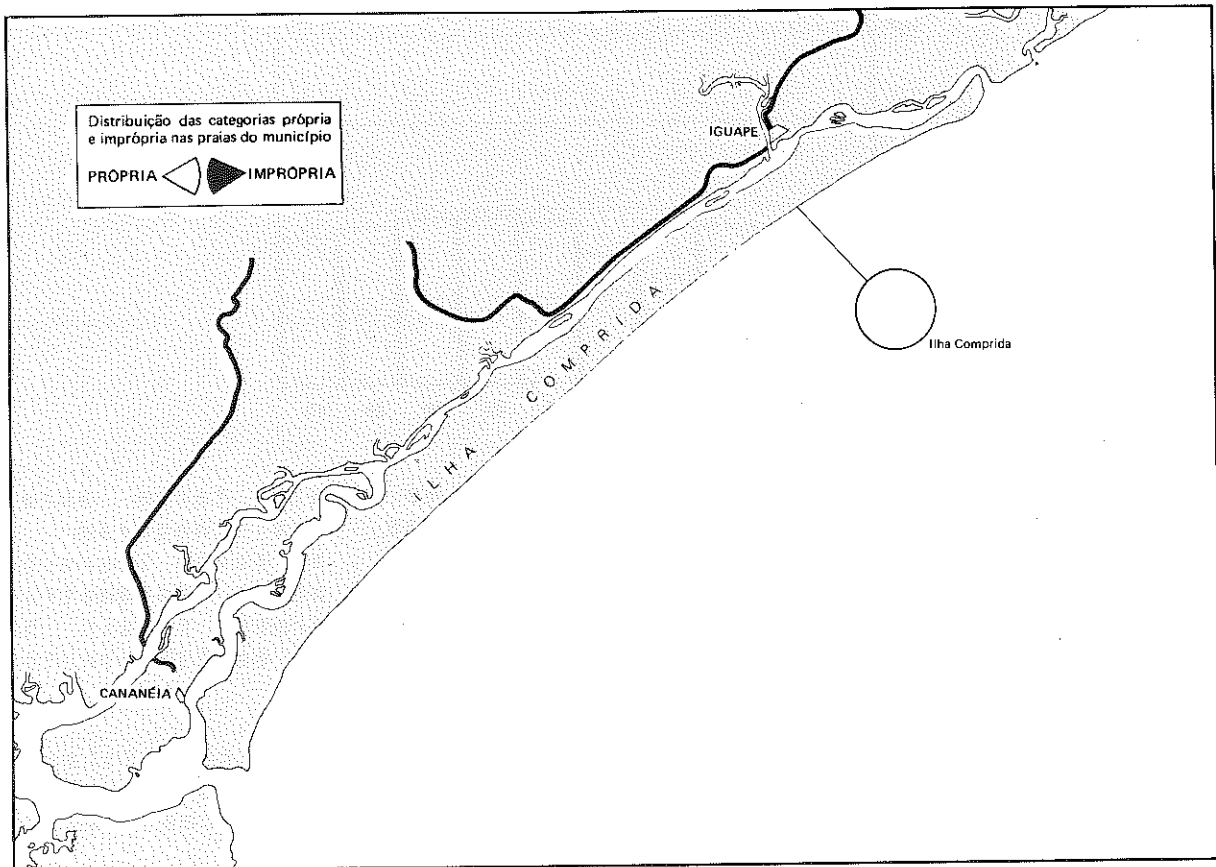 Distribuição das categorias própria
e imprópria nas praias do município
PRÓPRIA IMPRÓPRIA
IGUAPE
ILHA COMPRIDA
Ilha Comprida
CANANÉIA